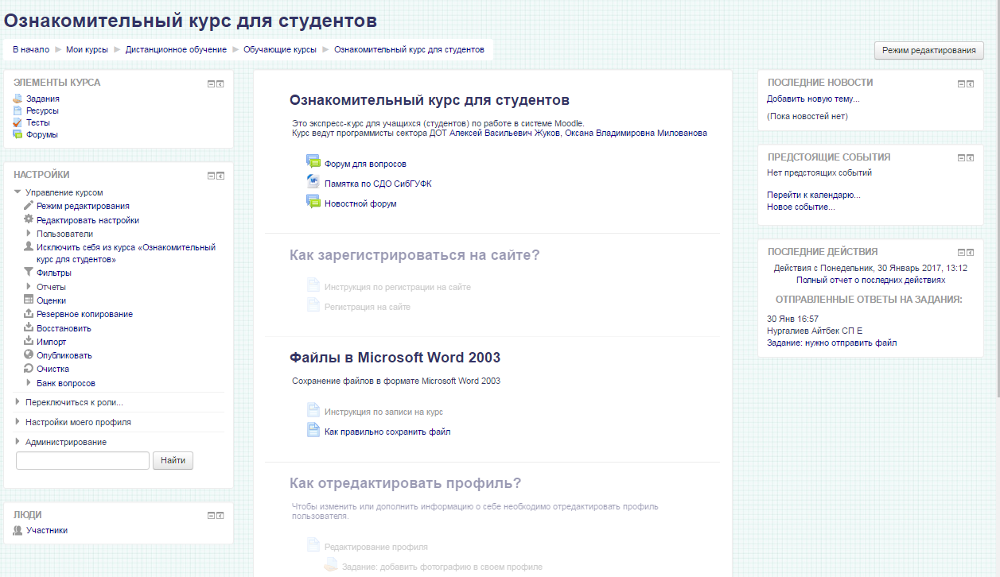 Ознакомительный курс для студентов
В начало
Мои курсы
Дистанционное обучение
Обучающие курсы
Ознакомительный курс для студентов
Режим редактирования
ЭЛЕМЕНТЫ КУРСА
Задания
Ресурсы
Тесты
Форумы
НАСТРОЙКИ
Управление курсом
Режим редактирования
Редактировать настройки
Пользователи
Исключить себя из курса «Ознакомительный
курс для студентов»
Фильтры
Отчеты
Оценки
Резервное копирование
Восстановить
Импорт
Опубликовать
Очистка
Банк вопросов
Переключиться к роли...
Настройки моего профиля
Администрирование
Найти
ЛЮДИ
Участники
Ознакомительный курс для студентов
Это экспресс-курс для учащихся (студентов) по работе в системе Moodle.
Курс ведут программисты сектора ДОТ Алексей Васильевич Жуков, Оксана Владимировна Милованова
Форум для вопросов
Памятка по СДО СибГУФК
Новостной форум
Как зарегистрироваться на сайте?
Инструкция по регистрации на сайте
Регистрация на сайте
Файлы в Microsoft Word 2003
Сохранение файлов в формате Microsoft Word 2003
Инструкция по записи на курс
Как правильно сохранить файл
Как отредактировать профиль?
Чтобы изменить или дополнить информацию о себе необходимо отредактировать профиль
пользователя.
Редактирование профиля
Задание: добавить фотографию в своем профиле
ПОСЛЕДНИЕ НОВОСТИ
Добавить новую тему...
(Пока новостей нет)
ПРЕДСТОЯЩИЕ СОБЫТИЯ
Нет предстоящих событий
Перейти к календарю...
Новое событие...
ПОСЛЕДНИЕ ДЕЙСТВИЯ
Действия с Понедельник, 30 Январь 2017, 13:12
Полный отчет о последних действиях
ОТПРАВЛЕННЫЕ ОТВЕТЫ НА ЗАДАНИЯ:
30 Янв 16:57
Нургалиев Айтбек СП Е
Задание: нужно отправить файл